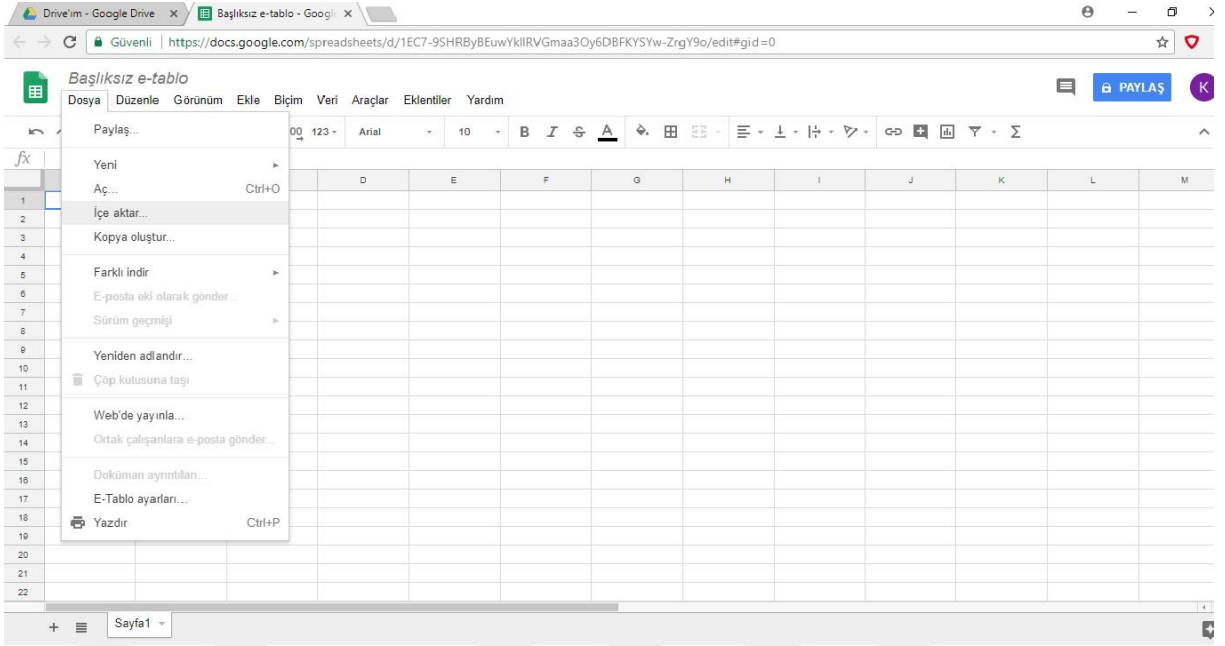 Drive'ım - Google Drive
Başlıksız e-tablo - Googl
Güvenli | https://docs.google.com/spreadsheets/d/1EC7-9SHRByBEuwYkllRVGmaa3Oy6DBFKYSYw-ZrgY9o/edit#gid=0
Başlıksız e-tablo
Dosya Düzenle Görünüm Ekle Biçim Veri Araçlar Eklentiler Yardım
PAYLAŞ
K
00 123 Arial 10 B I S A Σ
fx
Paylaş...
Yeni
Aç... Ctrl+O
İçe aktar...
Kopya oluştur...
Farklı indir
E-posta eki olarak gönder...
Sürüm geçmişi
Yeniden adlandır...
Çöp kutusuna taşı
Web'de yayınla...
Ortak çalışanlara e-posta gönder...
Doküman ayrıntıları...
E-Tablo ayarları...
Yazdır Ctrl+P
D E F G H I J K L M
1
2
3
4
5
6
7
8
9
10
11
12
13
14
15
16
17
18
19
20
21
22
Sayfa1